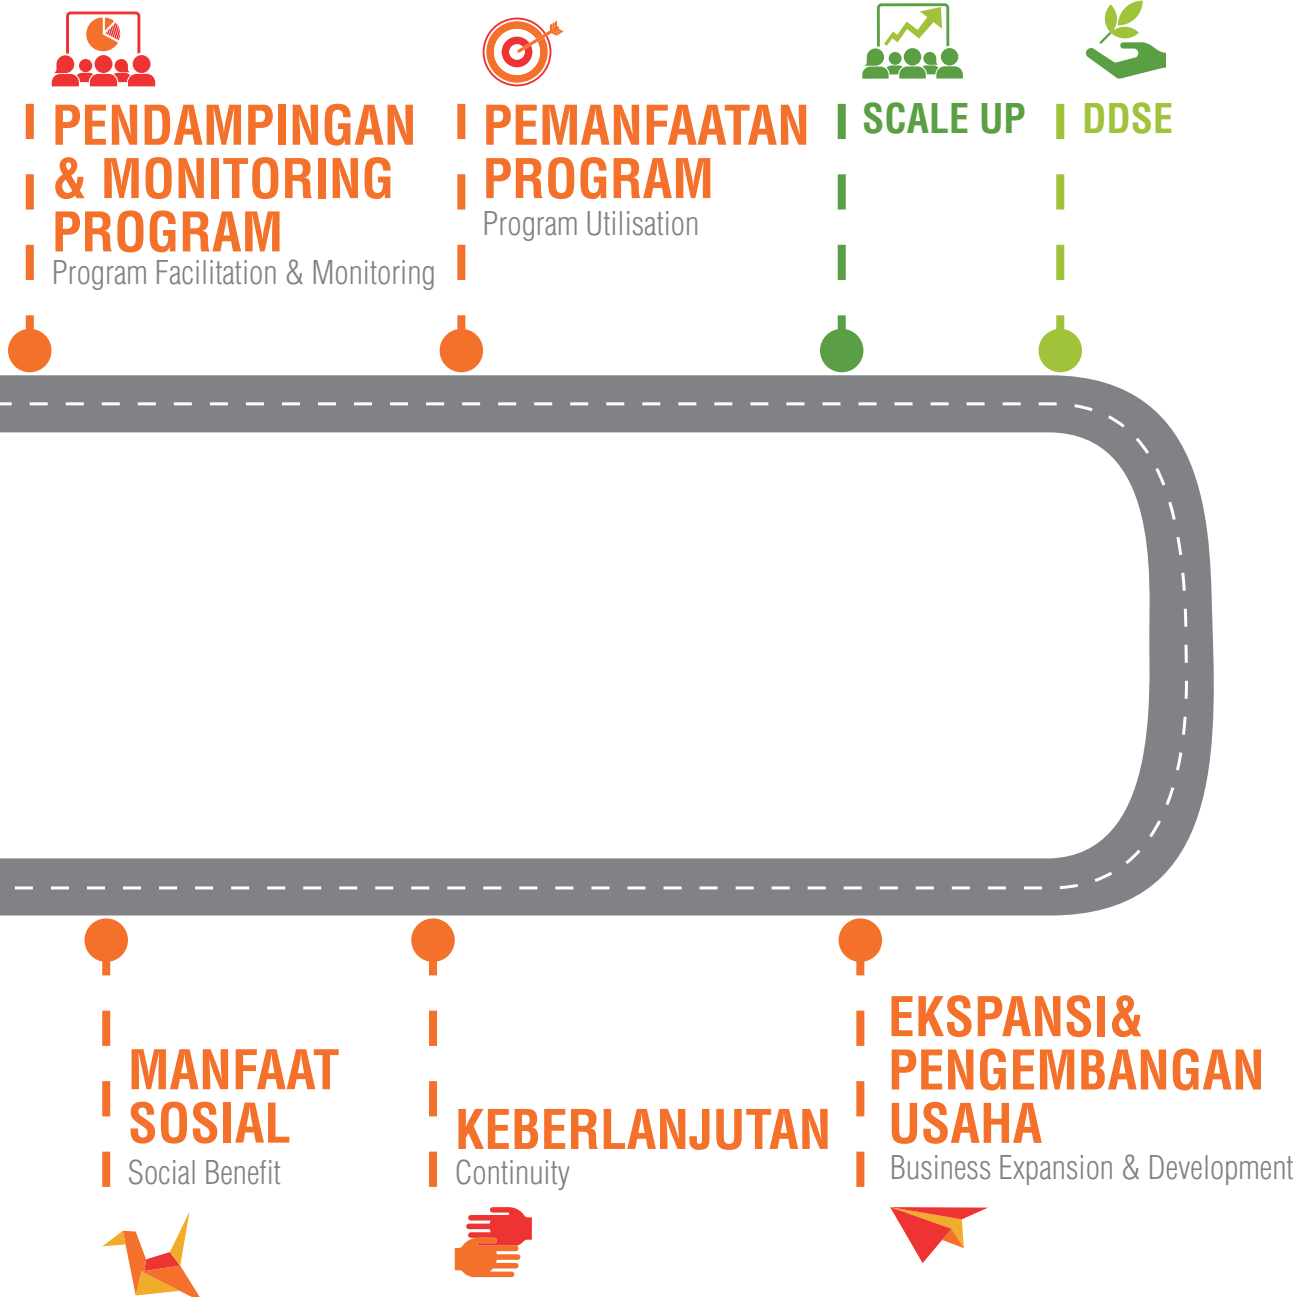 PENDAMPINGAN
& MONITORING
PROGRAM
Program Facilitation & Monitoring
PEMANFAATAN
PROGRAM
Program Utilisation
SCALE UP
DDSE
MANFAAT
SOSIAL
Social Benefit
KEBERLANJUTAN
Continuity
EKSPANSI&
PENGEMBANGAN
USAHA
Business Expansion & Development